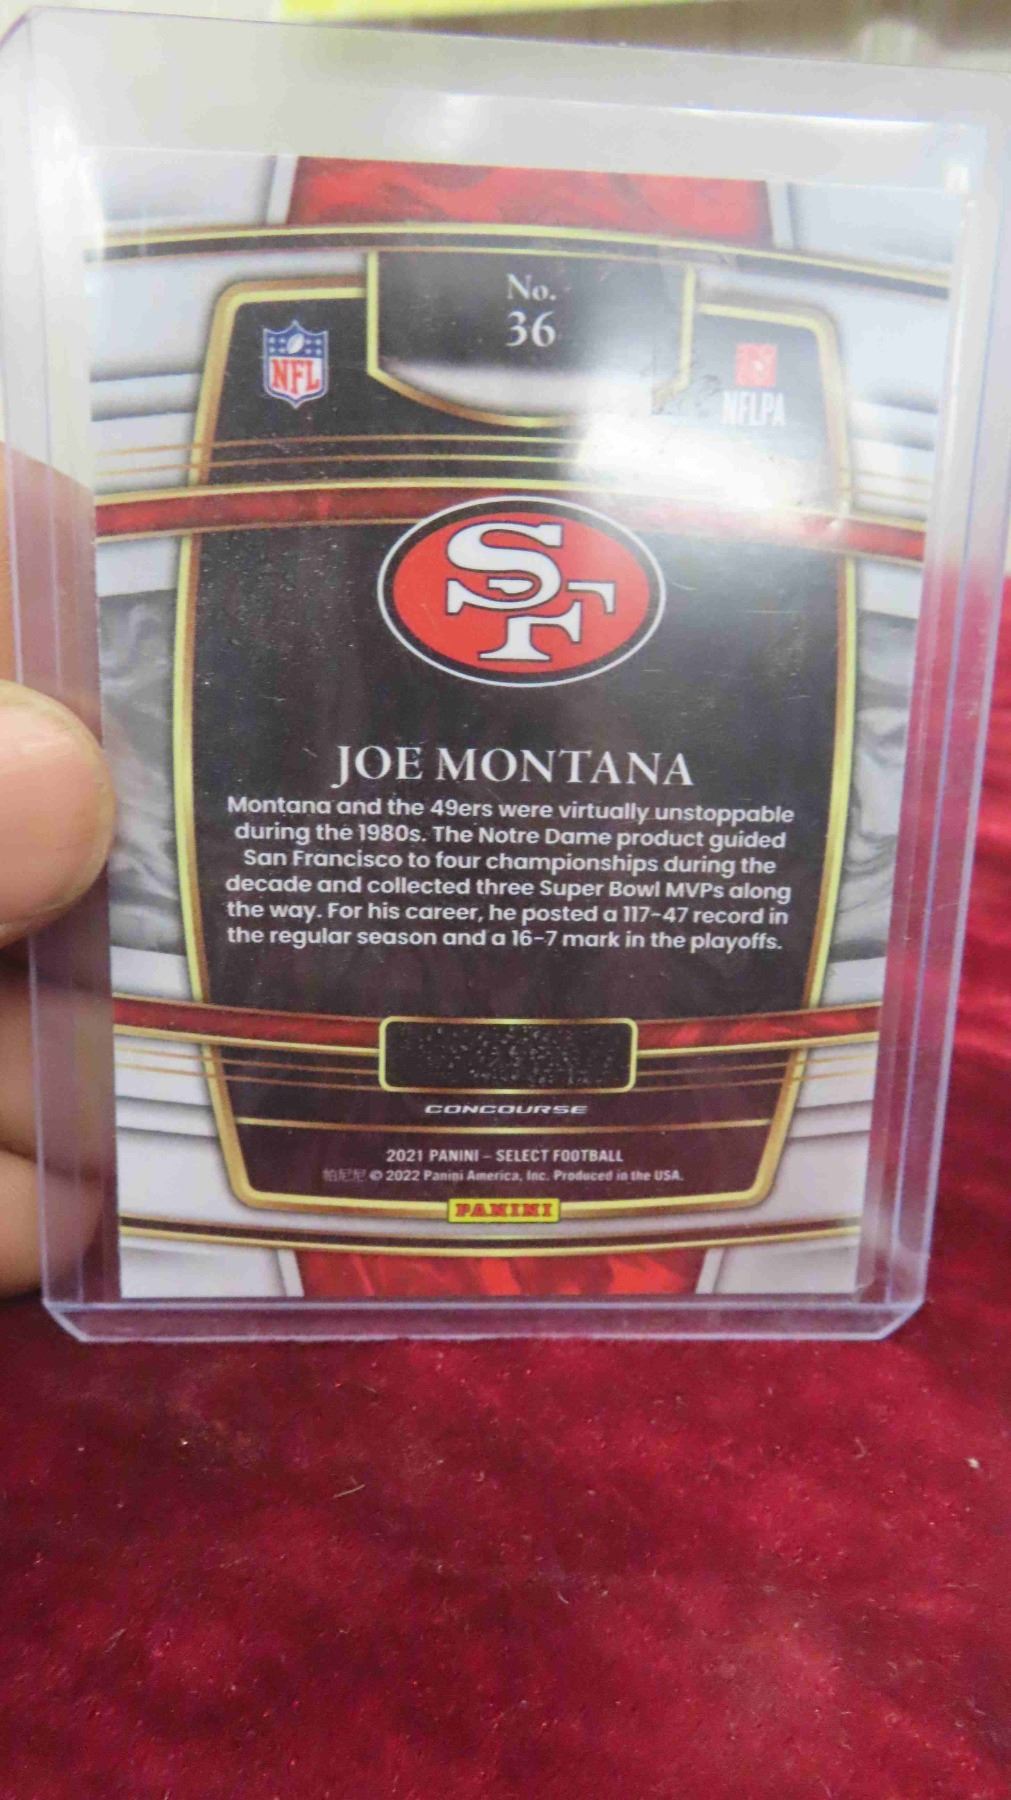 No.
36
NFL
NFLPA
SF
JOE MONTANA
Montana and the 49ers were virtually unstoppable
during the 1980s. The Notre Dame product guided
San Francisco to four championships during the
decade and collected three Super Bowl MVPs along
the way. For his career, he posted a 117-47 record in
the regular season and a 16-7 mark in the playoffs.
CONCOURSE
2021 PANINI – SELECT FOOTBALL
帕尼尼 © 2022 Panini America, Inc. Produced in the USA.
PANINI